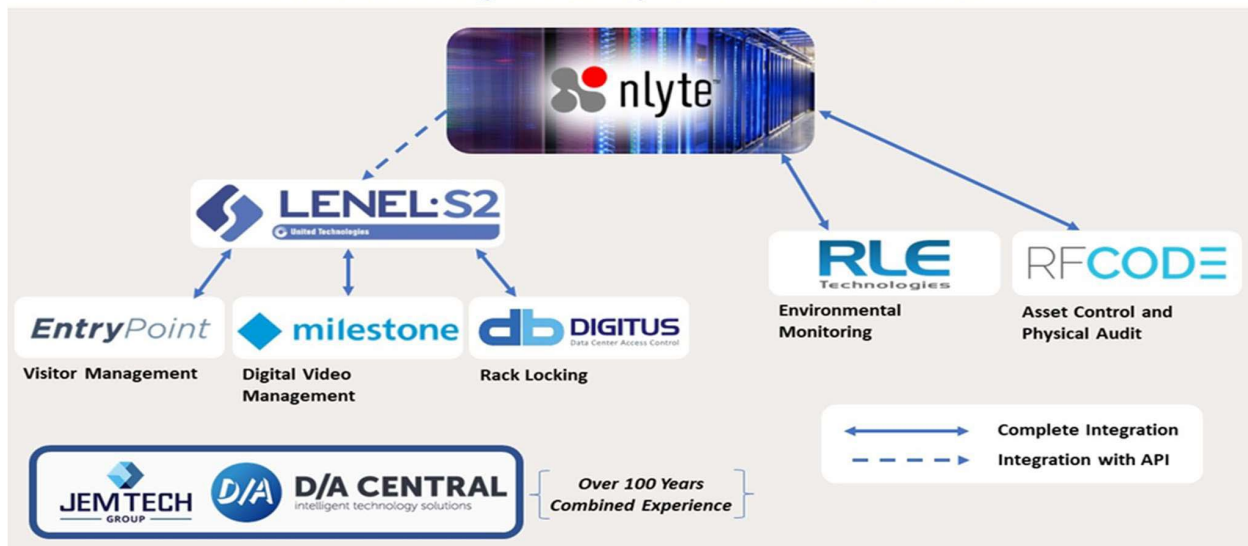 nlyte™
LENEL·S2
United Technologies
RLE
Technologies
RFCODE
Environmental
Monitoring
Asset Control and
Physical Audit
EntryPoint
milestone
DIGITUS
Data Center Access Control
Visitor Management
Digital Video
Management
Rack Locking
Complete Integration
Integration with API
JEMTECH
GROUP
D/A
D/A CENTRAL
intelligent technology solutions
Over 100 Years
Combined Experience